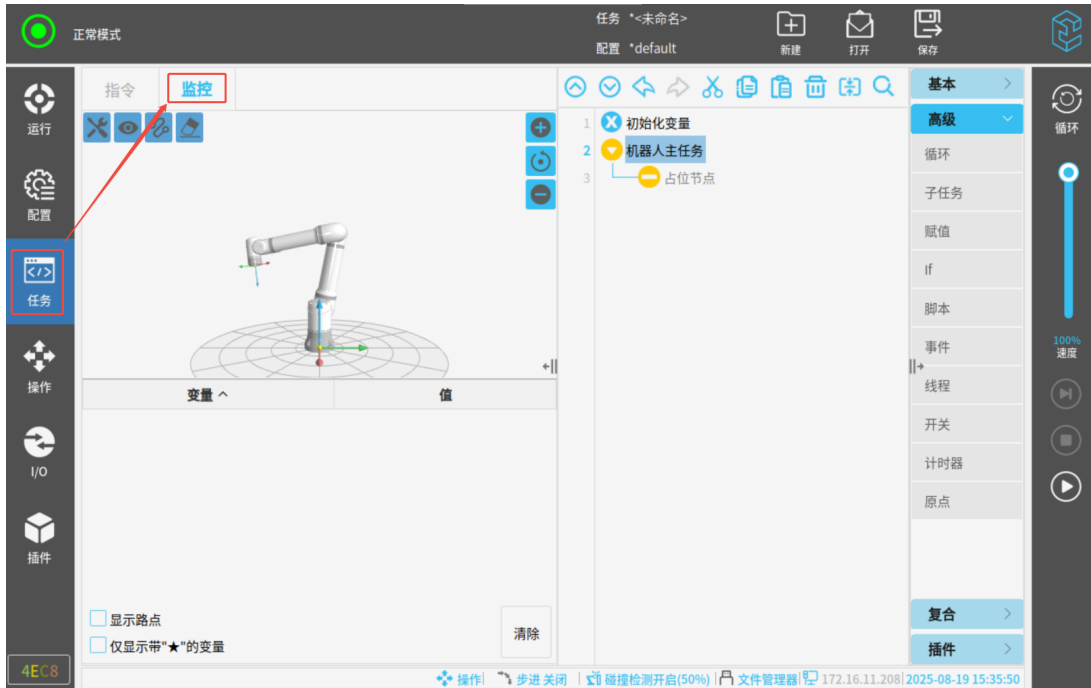 正常模式
任务 *<未命名>
配置 *default
新建
打开
保存
运行
配置
任务
操作
I/O
插件
4EC8
指令
监控
变量
值
显示路点
仅显示带"★"的变量
清除
1 初始化变量
2 机器人主任务
3 占位节点
基本
高级
循环
子任务
赋值
If
脚本
事件
线程
开关
计时器
原点
复合
插件
循环
100%
速度
操作
步进 关闭
碰撞检测开启(50%)
文件管理器
172.16.11.208
2025-08-19 15:35:50